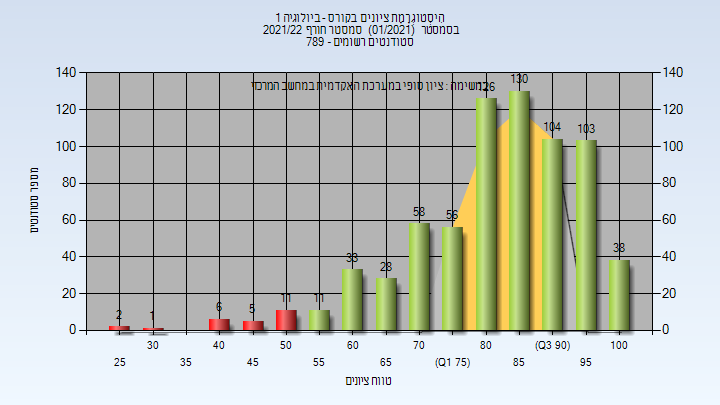 היסטוגרמת ציונים בקורס - ביולוגיה 1
בסמסטר (01/2021) סמסטר חורף 2021/22
סטודנטים רשומים - 789
משימה : ציון סופי במערכת האקדמית במחשב המרכזי
140 140
120 120
100 100
80 80
60 60
40 40
20 20
0 0
מספר סטודנטים
2 1 6 5 11 11 33 28 58 56 126 130 104 103 38
30 40 50 60 70 80 (Q3 90) 100
25 35 45 55 65 (Q1 75) 85 95
טווח ציונים